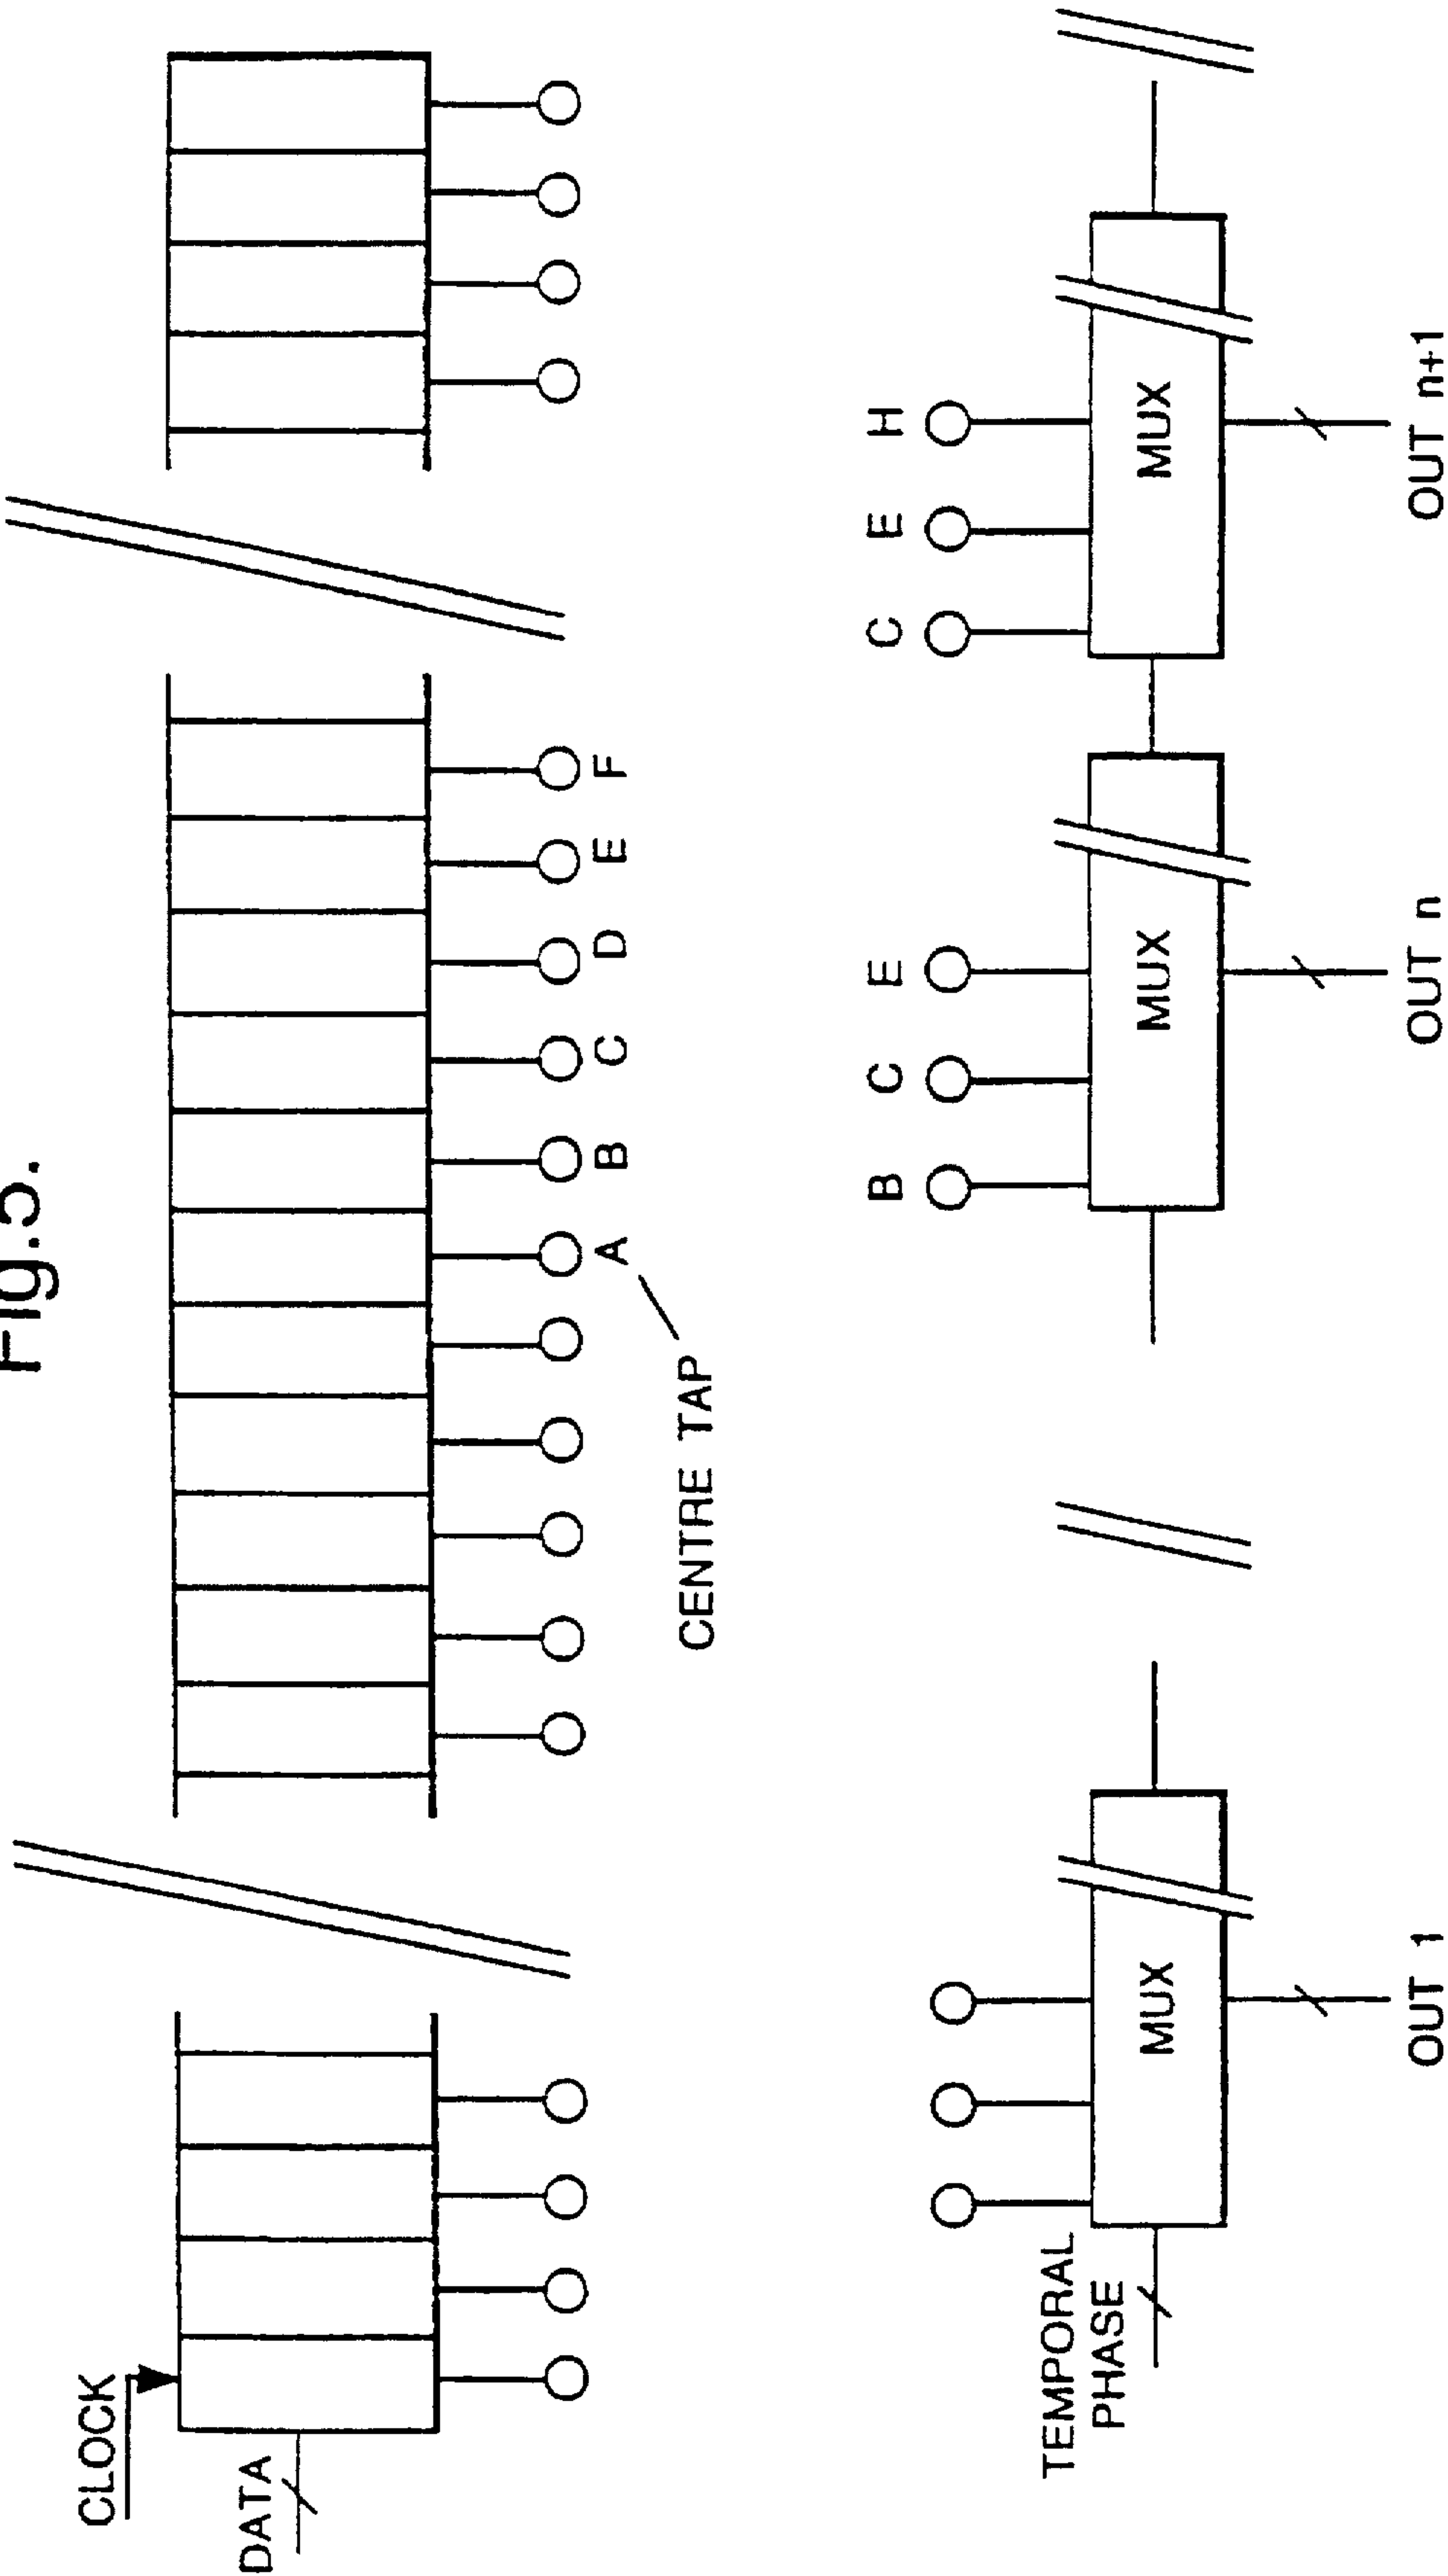 Fig.5.
CLOCK
DATA
A B C D E F
CENTRE TAP
B C E C E H
TEMPORAL
PHASE
MUX MUX MUX
OUT 1 OUT n OUT n+1